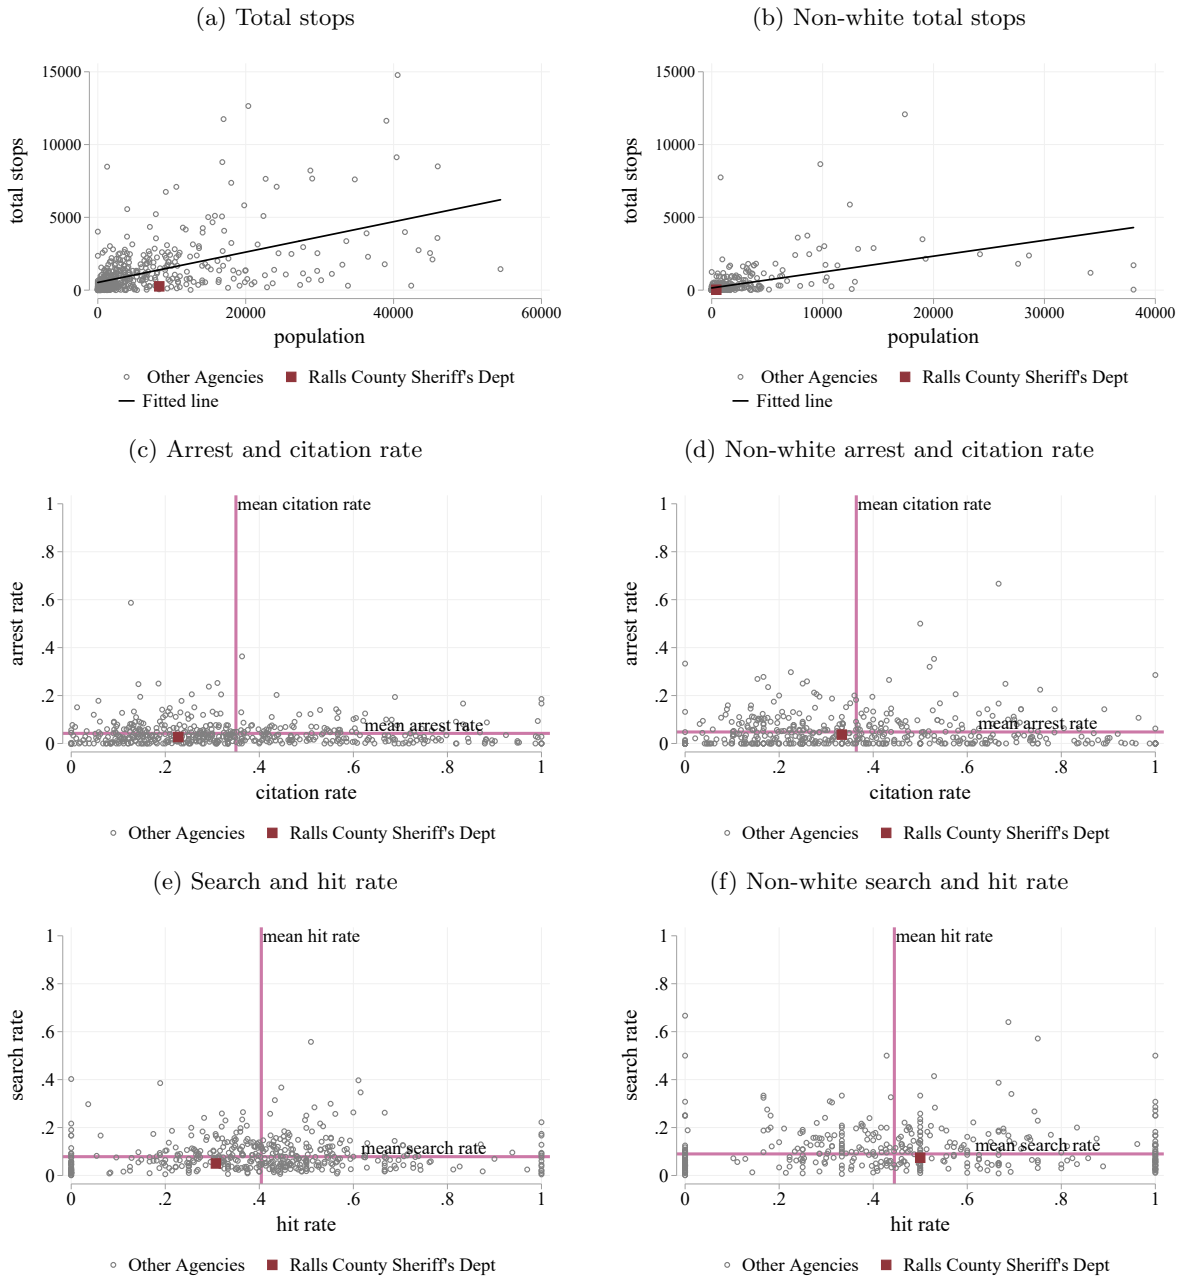 (a) Total stops
(b) Non-white total stops
total stops
15000
10000
5000
0
0 20000 40000 60000
population
Other Agencies Ralls County Sheriff's Dept
Fitted line
total stops
15000
10000
5000
0
0 10000 20000 30000 40000
population
Other Agencies Ralls County Sheriff's Dept
Fitted line
(c) Arrest and citation rate
(d) Non-white arrest and citation rate
arrest rate
1
.8
.6
.4
.2
0
mean citation rate
mean arrest rate
0 .2 .4 .6 .8 1
citation rate
Other Agencies Ralls County Sheriff's Dept
arrest rate
1
.8
.6
.4
.2
0
mean citation rate
mean arrest rate
0 .2 .4 .6 .8 1
citation rate
Other Agencies Ralls County Sheriff's Dept
(e) Search and hit rate
(f) Non-white search and hit rate
search rate
1
.8
.6
.4
.2
0
mean hit rate
mean search rate
0 .2 .4 .6 .8 1
hit rate
Other Agencies Ralls County Sheriff's Dept
search rate
1
.8
.6
.4
.2
0
mean hit rate
mean search rate
0 .2 .4 .6 .8 1
hit rate
Other Agencies Ralls County Sheriff's Dept